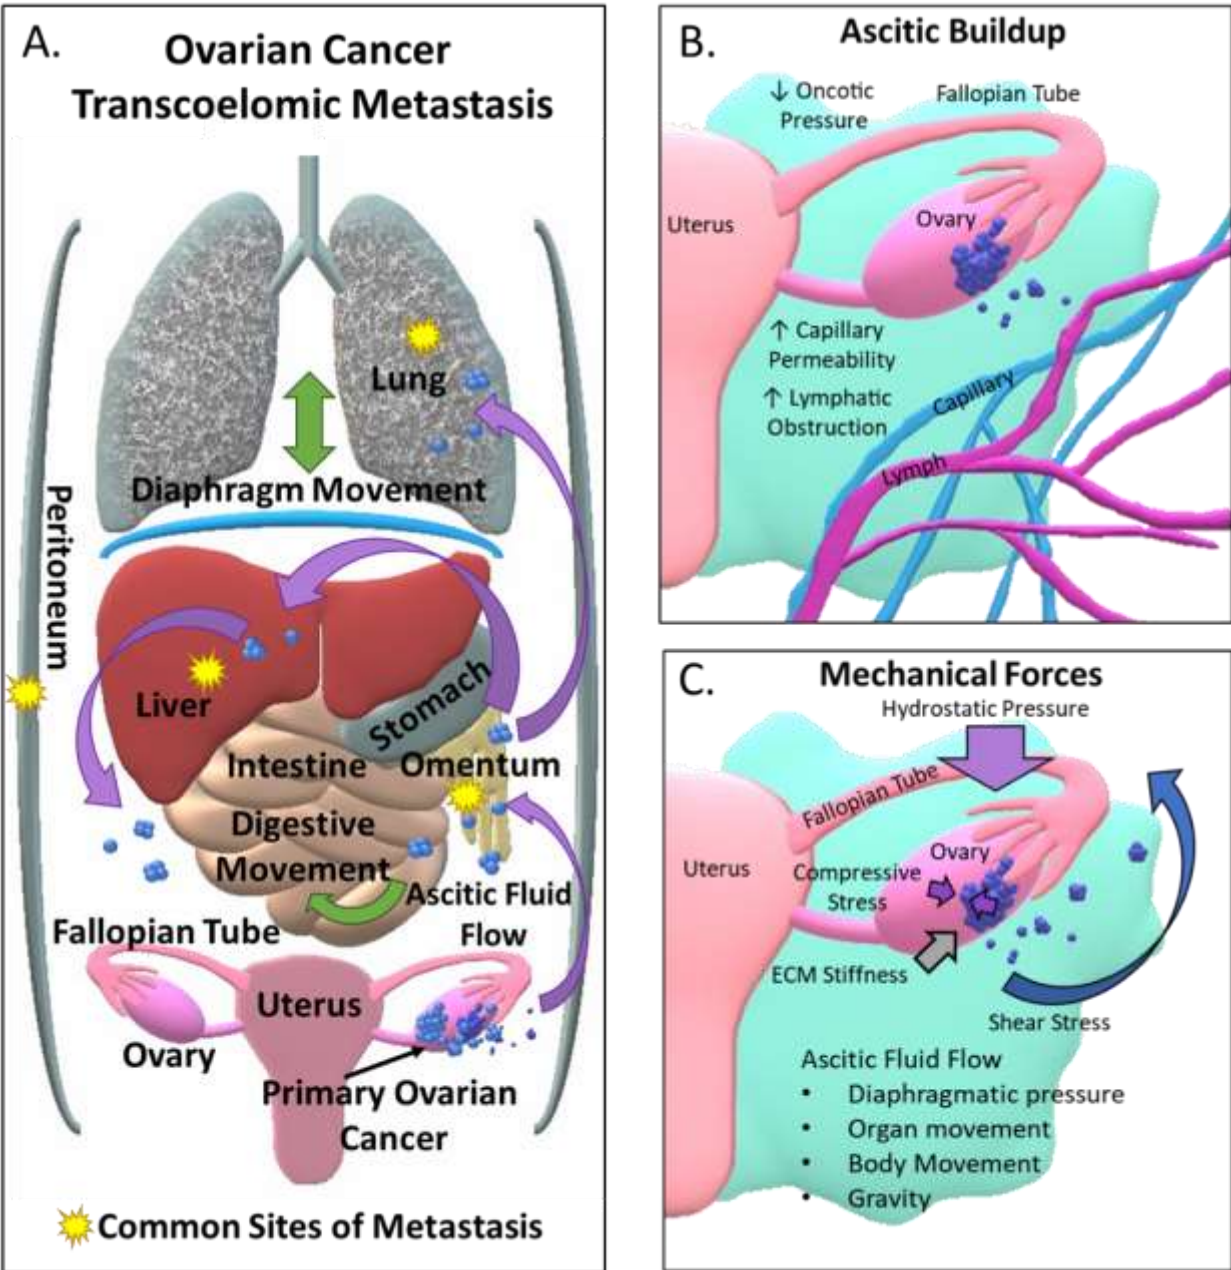 A.
Ovarian Cancer
Transcoelomic Metastasis
Lung
Diaphragm Movement
Peritoneum
Liver
Stomach
Intestine
Omentum
Digestive
Movement
Ascitic Fluid
Flow
Fallopian Tube
Uterus
Ovary
Primary Ovarian
Cancer
Common Sites of Metastasis
B.
Ascitic Buildup
↓ Oncotic
Pressure
Fallopian Tube
Uterus
Ovary
↑ Capillary
Permeability
↑ Lymphatic
Obstruction
Capillary
Lymph
C.
Mechanical Forces
Hydrostatic Pressure
Fallopian Tube
Uterus
Ovary
Compressive
Stress
ECM Stiffness
Shear Stress
Ascitic Fluid Flow
• Diaphragmatic pressure
• Organ movement
• Body Movement
• Gravity